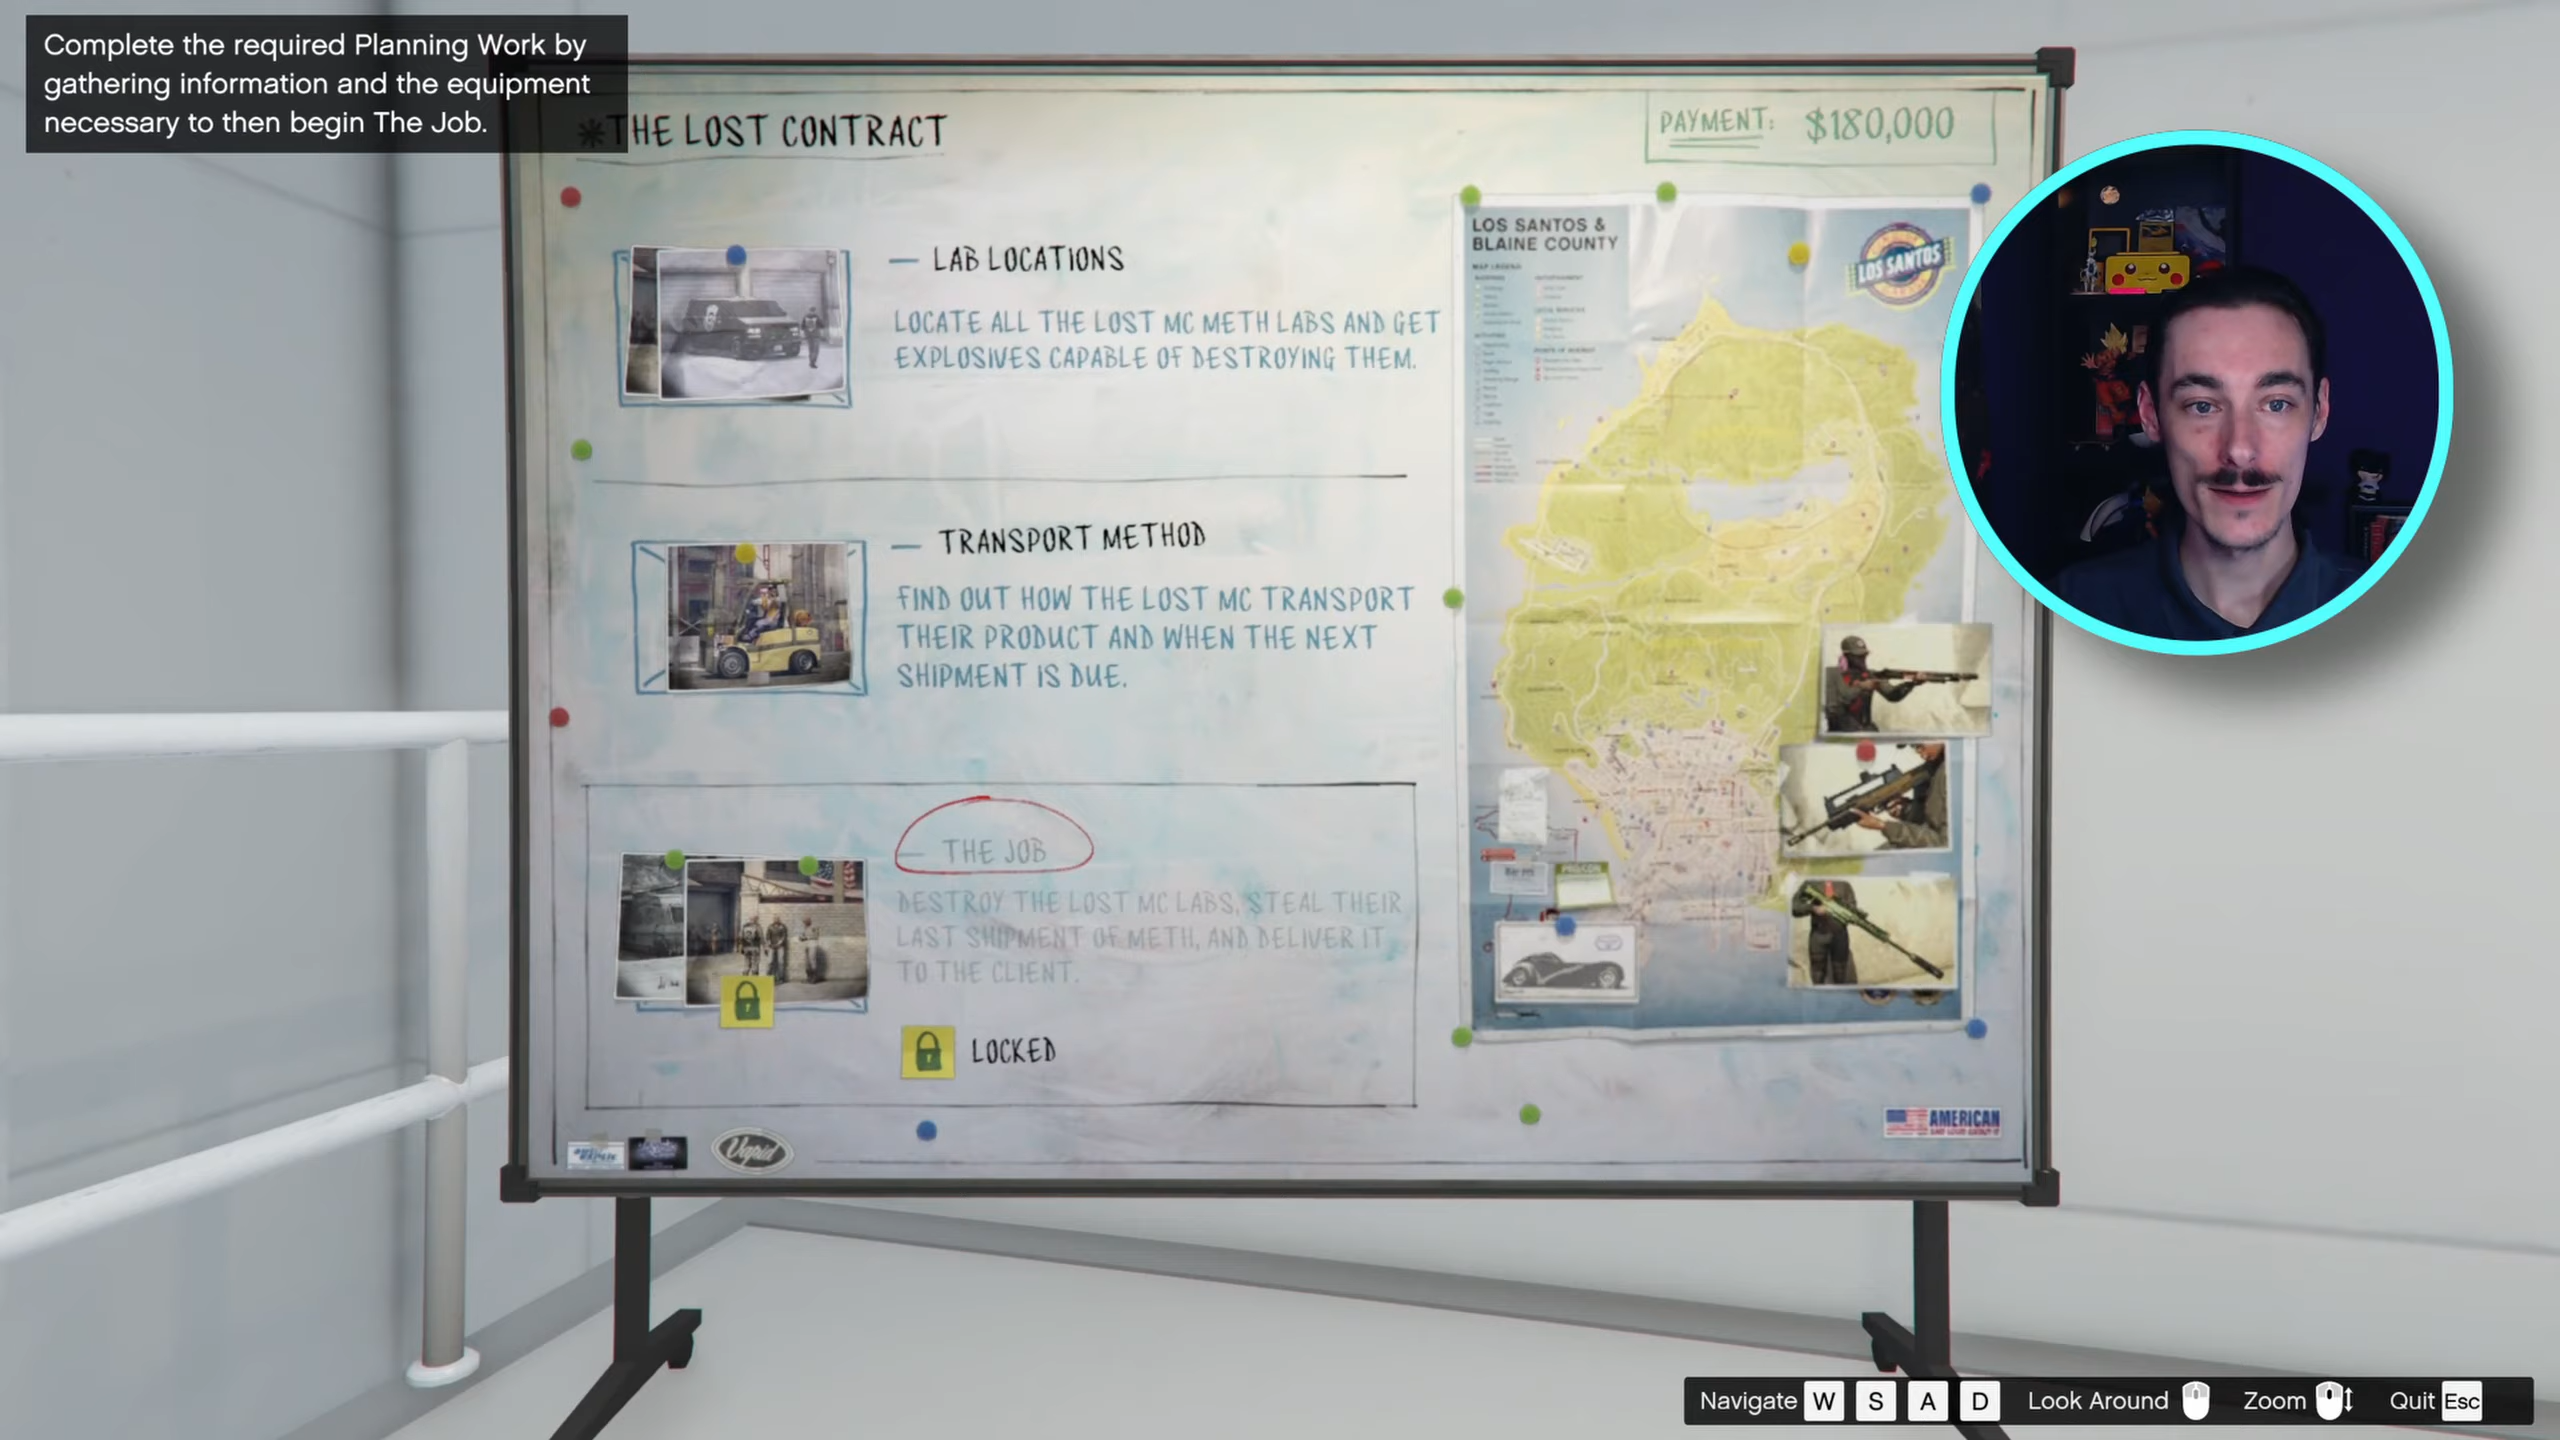 Complete the required Planning Work by
gathering information and the equipment
necessary to then begin The Job.
*THE LOST CONTRACT
PAYMENT: $180,000
— LAB LOCATIONS
LOCATE ALL THE LOST MC METH LABS AND GET
EXPLOSIVES CAPABLE OF DESTROYING THEM.
— TRANSPORT METHOD
FIND OUT HOW THE LOST MC TRANSPORT
THEIR PRODUCT AND WHEN THE NEXT
SHIPMENT IS DUE.
— THE JOB
DESTROY THE LOST MC LABS, STEAL THEIR
LAST SHIPMENT OF METH, AND DELIVER IT
TO THE CLIENT.
LOCKED
LOS SANTOS &
BLAINE COUNTY
MAP LEGEND
LOS SANTOS
Vapid
AMERICAN
Navigate W S A D Look Around Zoom Quit Esc